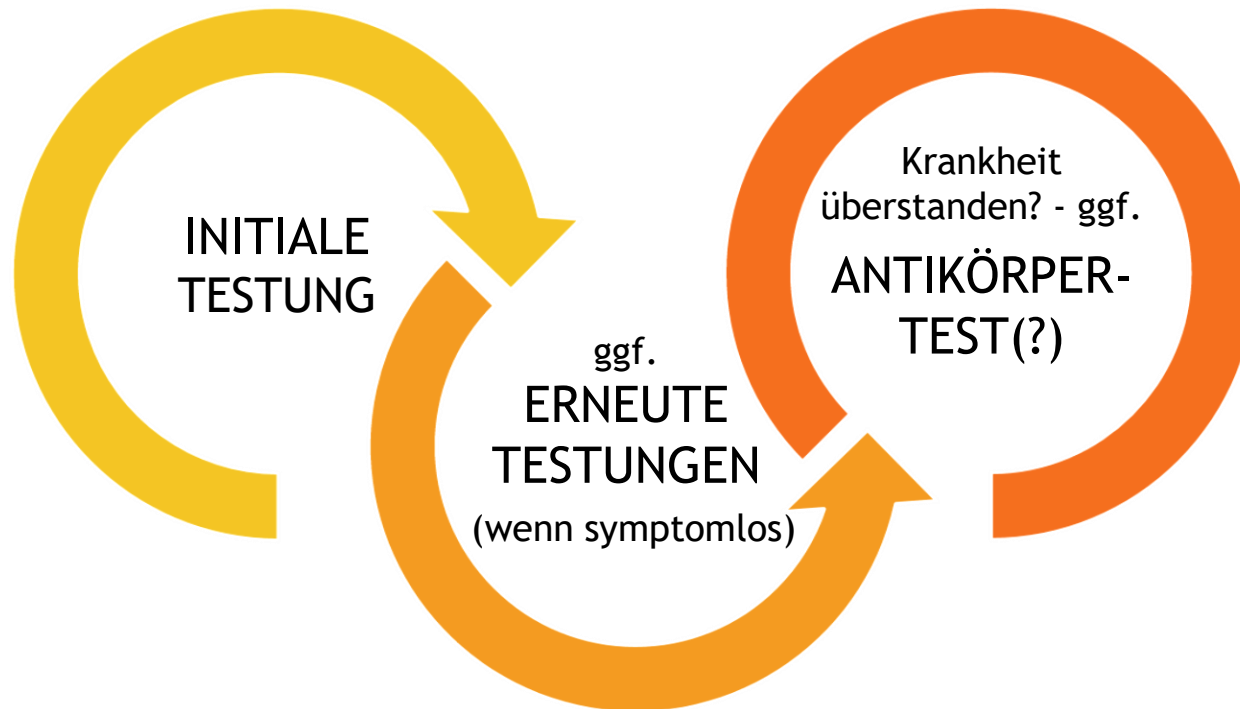 INITIALE
TESTUNG
ggf.
ERNEUTE
TESTUNGEN
(wenn symptomlos)
Krankheit
überstanden? - ggf.
ANTIKÖRPER-
TEST(?)